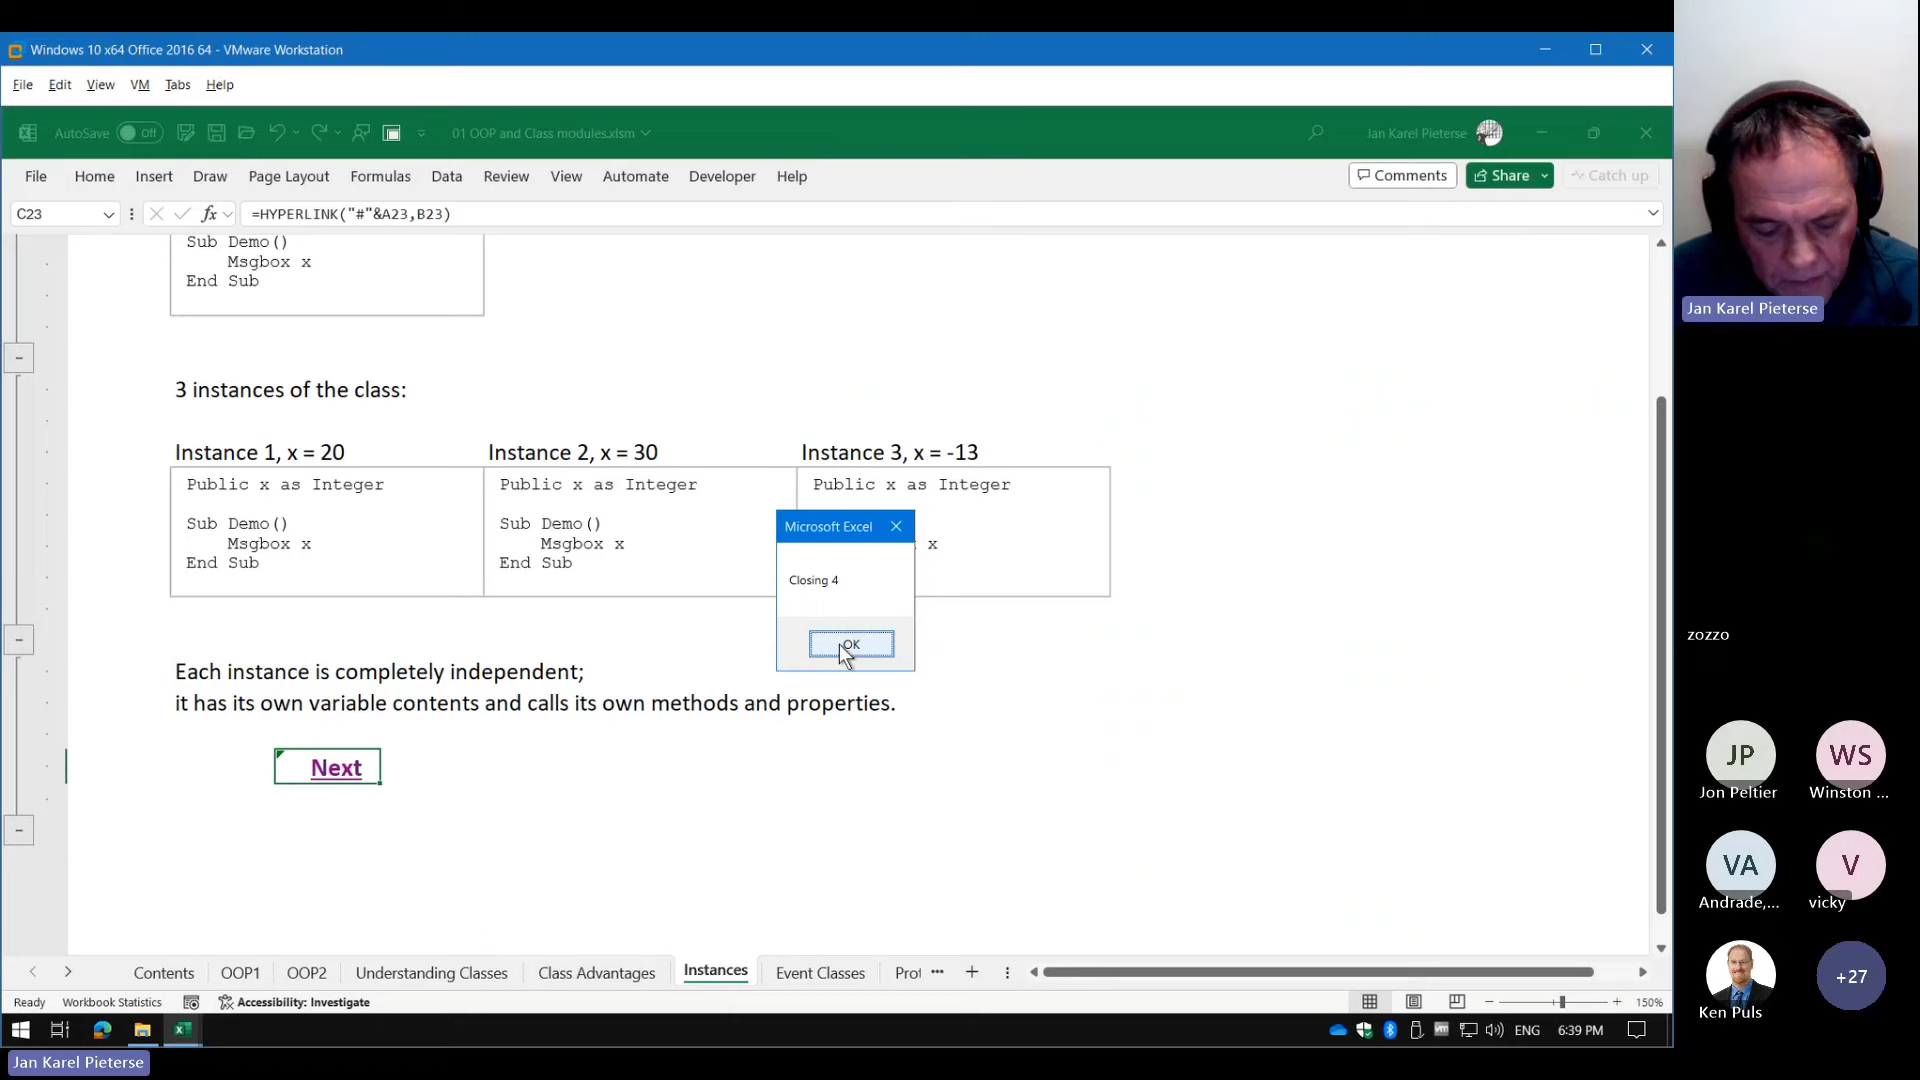 Windows 10 x64 Office 2016 64 - VMware Workstation
File Edit View VM Tabs Help
AutoSave Off 01 OOP and Class modules.xlsm Jan Karel Pieterse
File Home Insert Draw Page Layout Formulas Data Review View Automate Developer Help Comments Share Catch up
C23 fx =HYPERLINK("#"&A23,B23)
Sub Demo()
Msgbox x
End Sub
3 instances of the class:
Instance 1, x = 20
Public x as Integer
Sub Demo()
Msgbox x
End Sub
Instance 2, x = 30
Public x as Integer
Sub Demo()
Msgbox x
End Sub
Instance 3, x = -13
Public x as Integer
x
Microsoft Excel
Closing 4
OK
Each instance is completely independent;
it has its own variable contents and calls its own methods and properties.
Next
Contents OOP1 OOP2 Understanding Classes Class Advantages Instances Event Classes Prot
Ready Workbook Statistics Accessibility: Investigate 150%
ENG 6:39 PM
Jan Karel Pieterse
Jan Karel Pieterse
zozzo
JP WS
Jon Peltier Winston ...
VA V
Andrade,... vicky
+27
Ken Puls